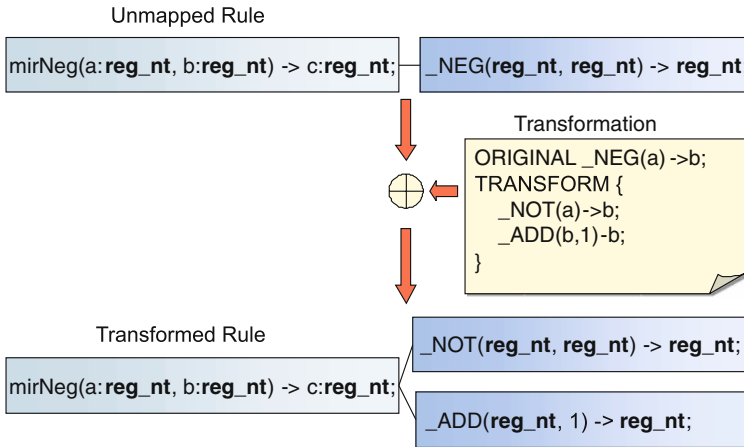 Unmapped Rule
mirNeg(a:reg_nt, b:reg_nt) -> c:reg_nt;
_NEG(reg_nt, reg_nt) -> reg_nt;
Transformation
ORIGINAL _NEG(a)->b;
TRANSFORM {
_NOT(a)->b;
_ADD(b,1)-b;
}
Transformed Rule
mirNeg(a:reg_nt, b:reg_nt) -> c:reg_nt;
_NOT(reg_nt, reg_nt) -> reg_nt;
_ADD(reg_nt, 1) -> reg_nt;